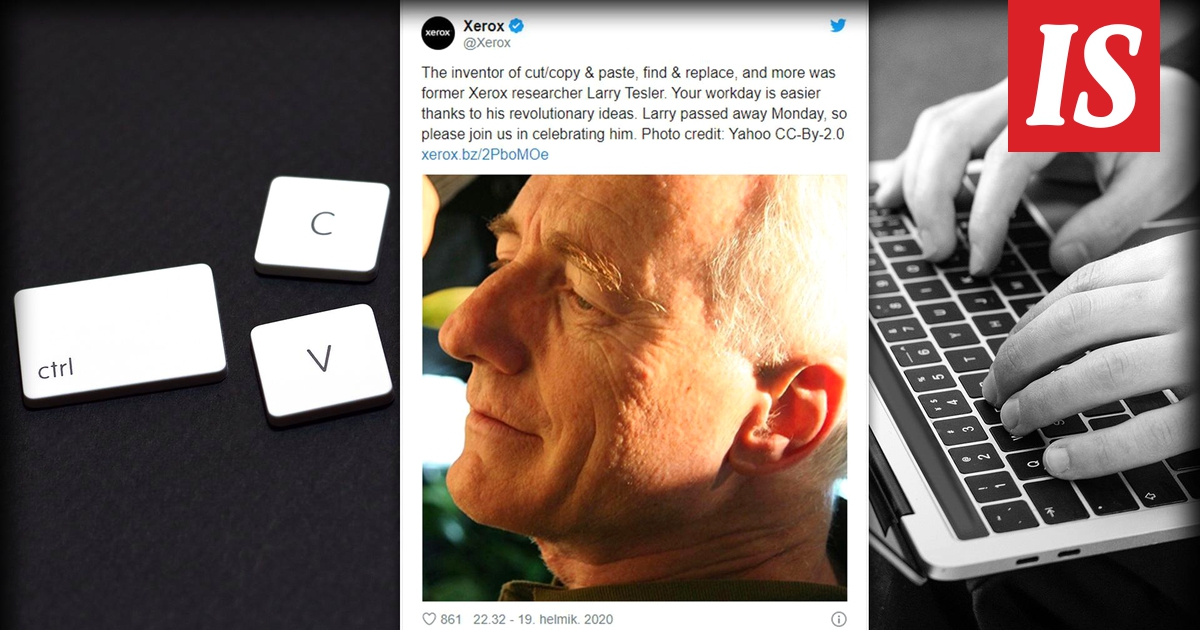 ctrl
C
V
xerox
Xerox
@Xerox
The inventor of cut/copy & paste, find & replace, and more was
former Xerox researcher Larry Tesler. Your workday is easier
thanks to his revolutionary ideas. Larry passed away Monday, so
please join us in celebrating him. Photo credit: Yahoo CC-By-2.0
xerox.bz/2PboMOe
861 22.32 - 19. helmik. 2020
IS